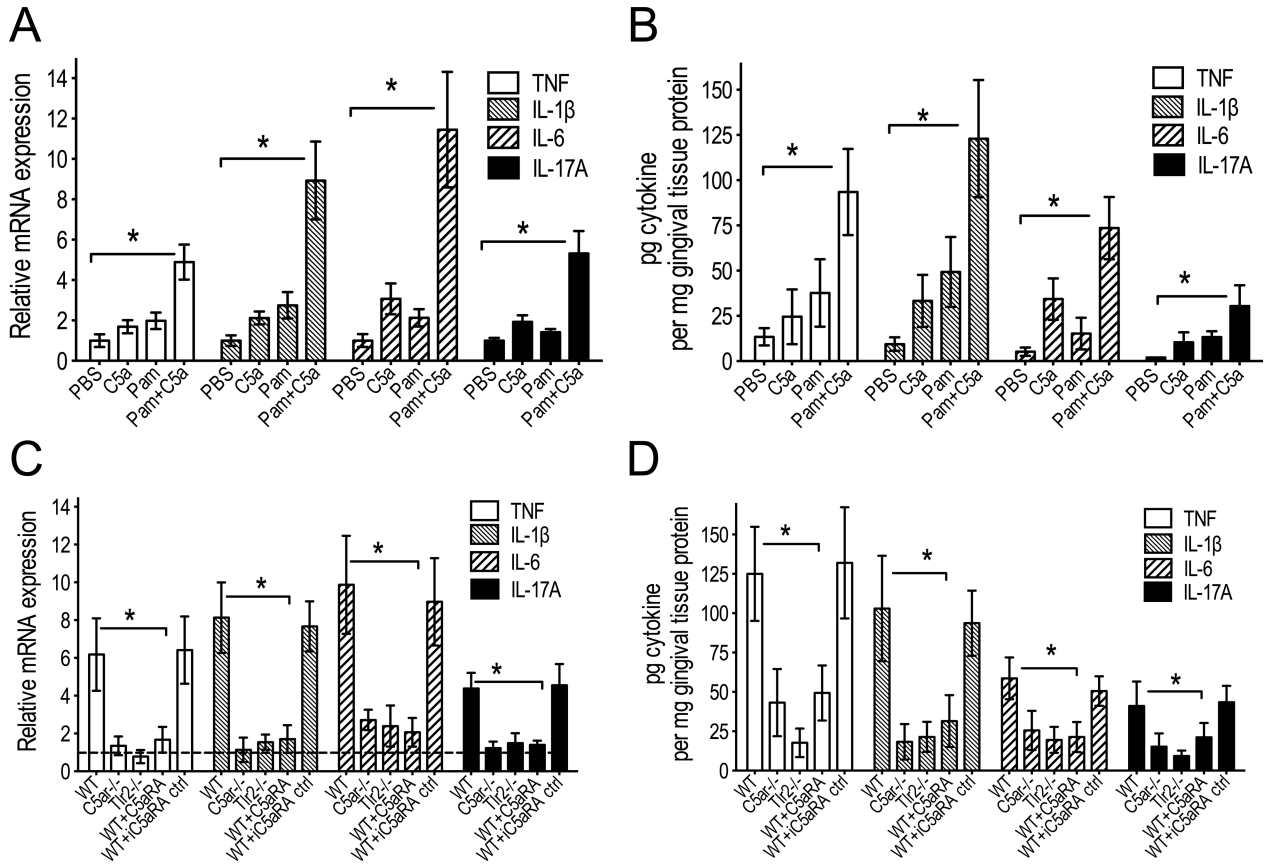 A
Relative mRNA expression
14
12
10
8
6
4
2
0
*
*
*
*
TNF
IL-1β
IL-6
IL-17A
PBS
C5a
Pam
Pam+C5a
PBS
C5a
Pam
Pam+C5a
PBS
C5a
Pam
Pam+C5a
PBS
C5a
Pam
Pam+C5a
B
pg cytokine
per mg gingival tissue protein
150
125
100
75
50
25
0
*
*
*
*
TNF
IL-1β
IL-6
IL-17A
PBS
C5a
Pam
Pam+C5a
PBS
C5a
Pam
Pam+C5a
PBS
C5a
Pam
Pam+C5a
PBS
C5a
Pam
Pam+C5a
C
Relative mRNA expression
14
12
10
8
6
4
2
0
*
*
*
*
TNF
IL-1β
IL-6
IL-17A
WT
C5ar-/-
Tlr2-/-
WT+C5aRA
WT+iC5aRA ctrl
WT
C5ar-/-
Tlr2-/-
WT+C5aRA
WT+iC5aRA ctrl
WT
C5ar-/-
Tlr2-/-
WT+C5aRA
WT+iC5aRA ctrl
WT
C5ar-/-
Tlr2-/-
WT+C5aRA
WT+iC5aRA ctrl
D
pg cytokine
per mg gingival tissue protein
150
125
100
75
50
25
0
*
*
*
*
TNF
IL-1β
IL-6
IL-17A
WT
C5ar-/-
Tlr2-/-
WT+C5aRA
WT+iC5aRA ctrl
WT
C5ar-/-
Tlr2-/-
WT+C5aRA
WT+iC5aRA ctrl
WT
C5ar-/-
Tlr2-/-
WT+C5aRA
WT+iC5aRA ctrl
WT
C5ar-/-
Tlr2-/-
WT+C5aRA
WT+iC5aRA ctrl